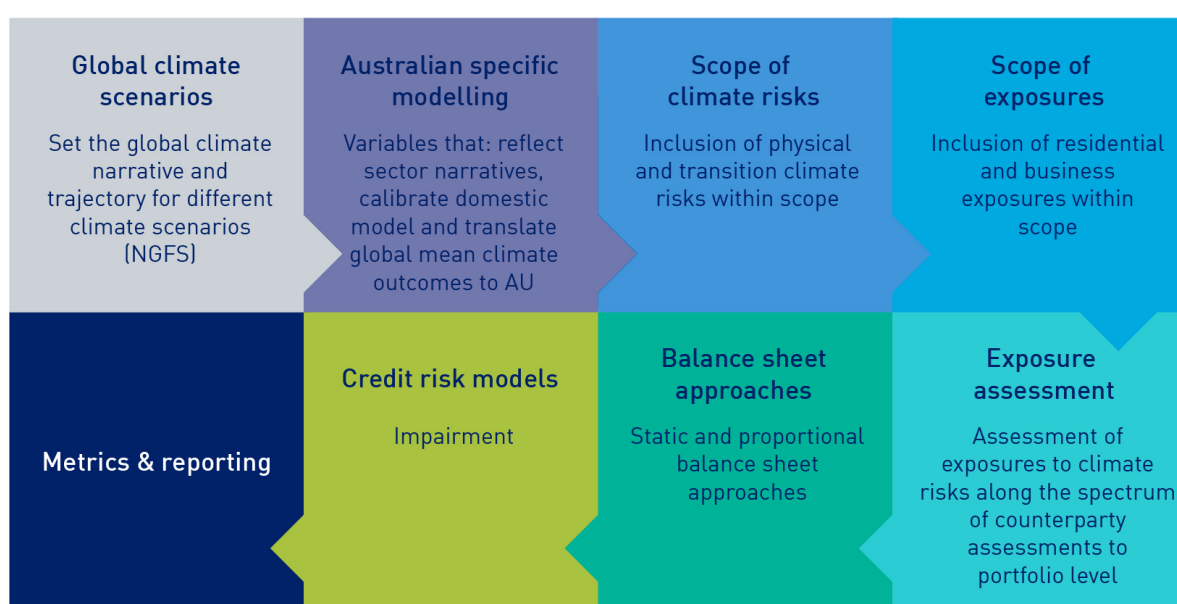 Global climate
scenarios
Set the global climate
narrative and
trajectory for different
climate scenarios
(NGFS)
Australian specific
modelling
Variables that: reflect
sector narratives,
calibrate domestic
model and translate
global mean climate
outcomes to AU
Scope of
climate risks
Inclusion of physical
and transition climate
risks within scope
Scope of
exposures
Inclusion of residential
and business
exposures within
scope
Exposure
assessment
Assessment of
exposures to climate
risks along the spectrum
of counterparty
assessments to
portfolio level
Balance sheet
approaches
Static and proportional
balance sheet
approaches
Credit risk models
Impairment
Metrics & reporting